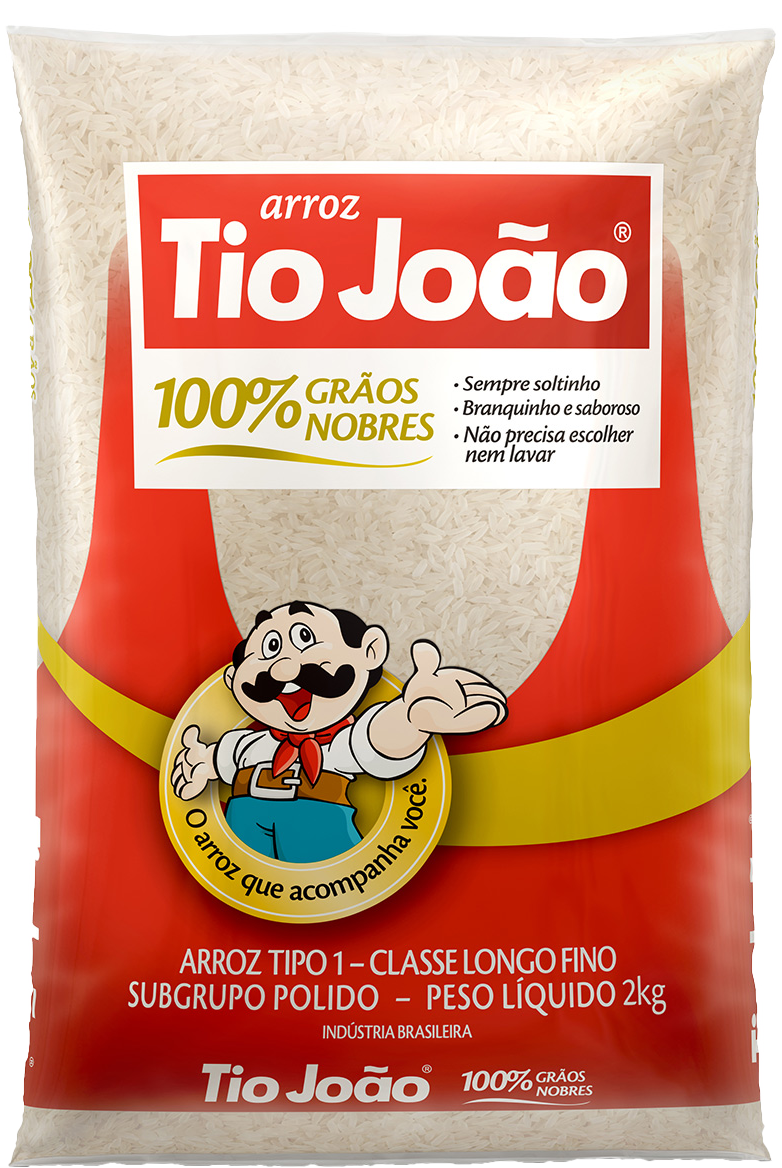 arroz
Tio João®
100% GRÃOS NOBRES
• Sempre soltinho
• Branquinho e saboroso
• Não precisa escolher
nem lavar
O arroz que acompanha você.
ARROZ TIPO 1 – CLASSE LONGO FINO
SUBGRUPO POLIDO – PESO LÍQUIDO 2kg
INDÚSTRIA BRASILEIRA
Tio João® 100% GRÃOS NOBRES